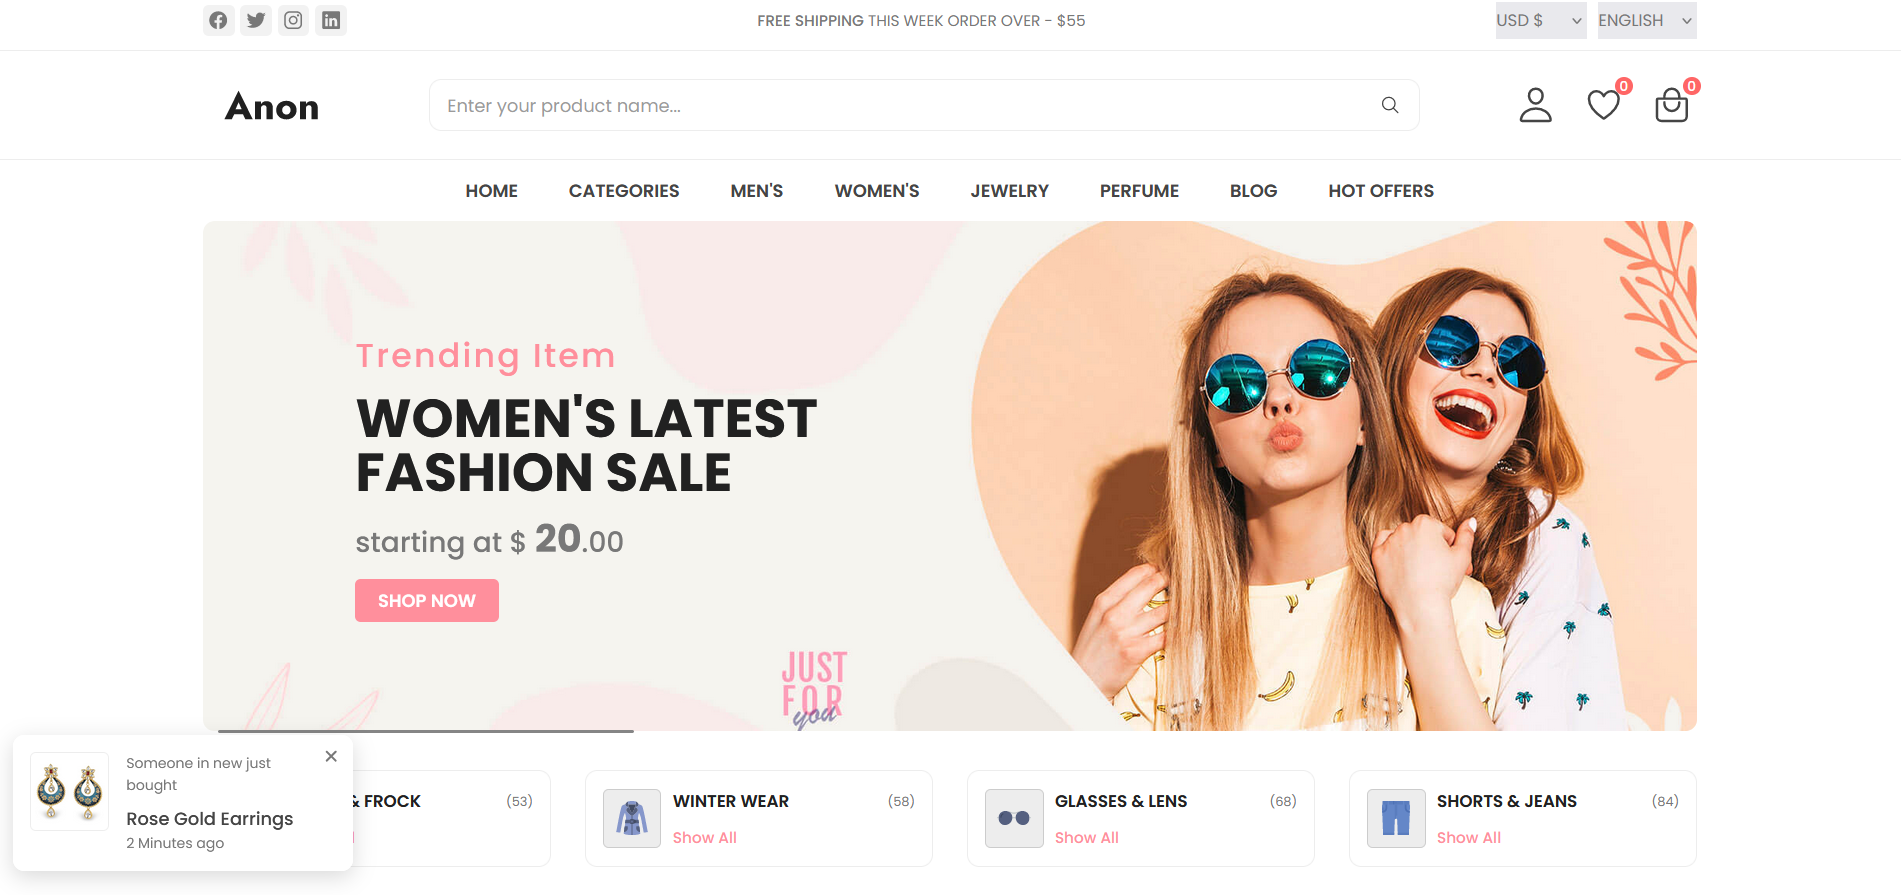 FREE SHIPPING THIS WEEK ORDER OVER - $55
USD $
ENGLISH
Anon
Enter your product name...
0
0
HOME
CATEGORIES
MEN'S
WOMEN'S
JEWELRY
PERFUME
BLOG
HOT OFFERS
Trending Item
WOMEN'S LATEST
FASHION SALE
starting at $ 20.00
SHOP NOW
JUST
FOR
you
Someone in new just
bought
Rose Gold Earrings
2 Minutes ago
& FROCK
(53)
WINTER WEAR
(58)
Show All
GLASSES & LENS
(68)
Show All
SHORTS & JEANS
(84)
Show All